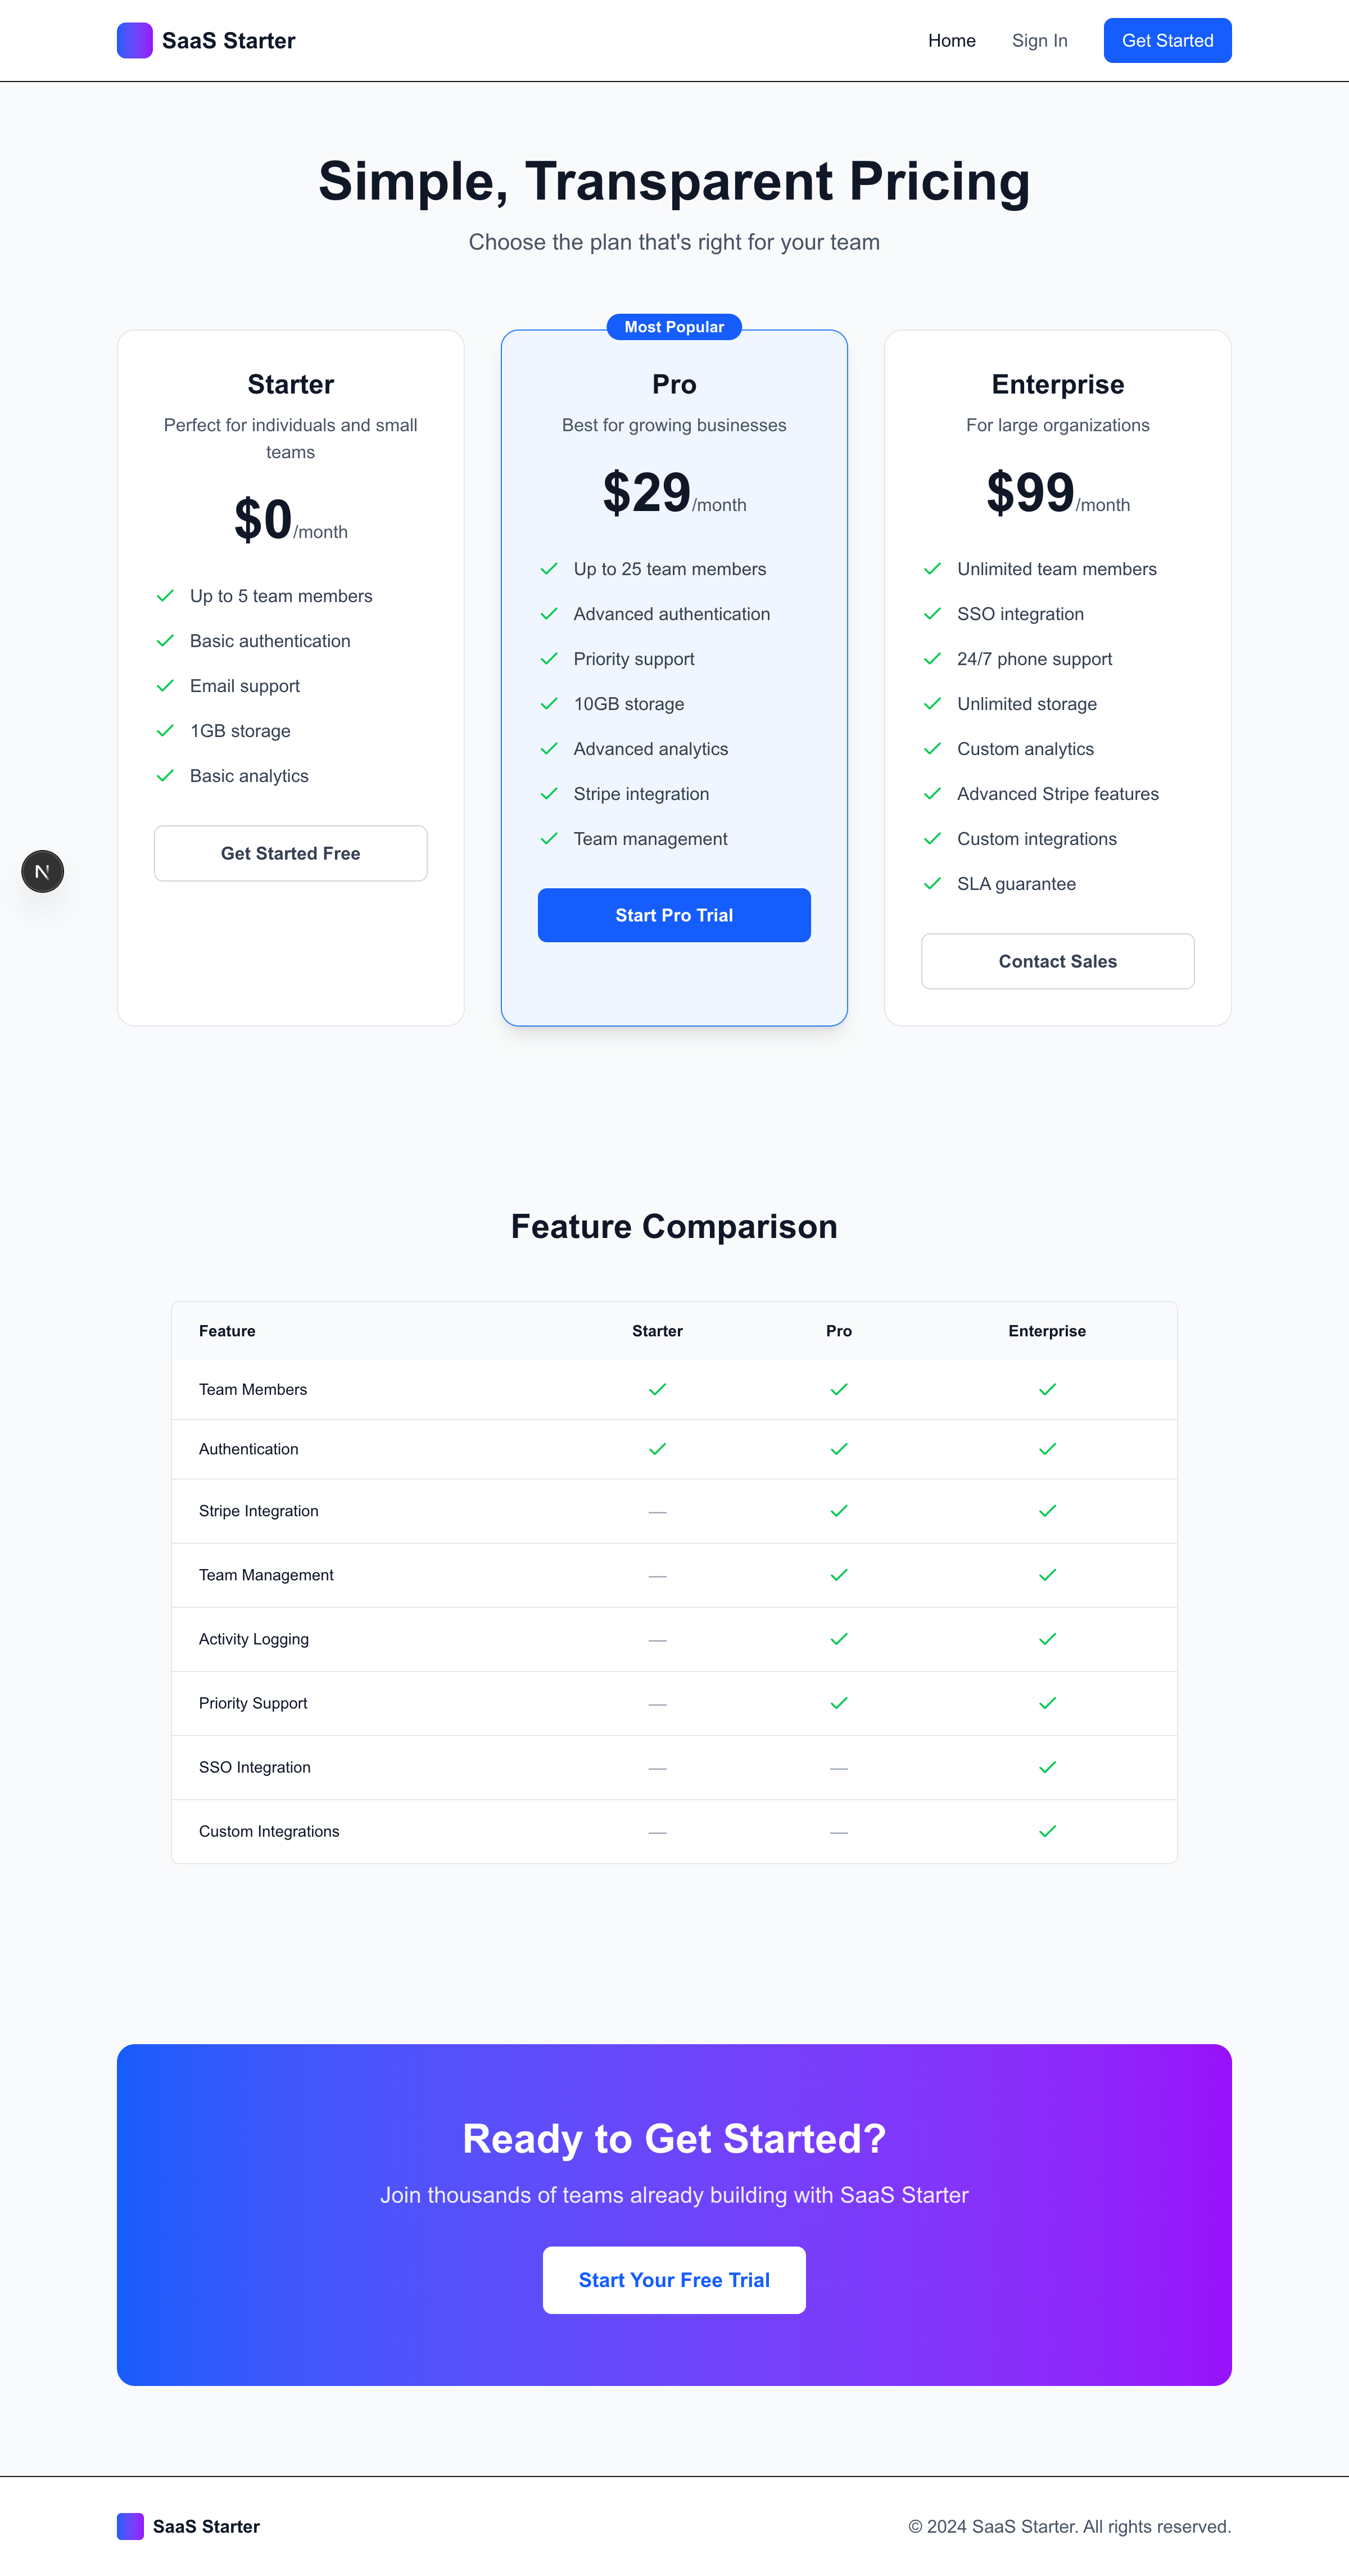 SaaS Starter
Home
Sign In
Get Started
Simple, Transparent Pricing
Choose the plan that's right for your team
Starter
Perfect for individuals and small
teams
$0/month
Up to 5 team members
Basic authentication
Email support
1GB storage
Basic analytics
Get Started Free
Most Popular
Pro
Best for growing businesses
$29/month
Up to 25 team members
Advanced authentication
Priority support
10GB storage
Advanced analytics
Stripe integration
Team management
Start Pro Trial
Enterprise
For large organizations
$99/month
Unlimited team members
SSO integration
24/7 phone support
Unlimited storage
Custom analytics
Advanced Stripe features
Custom integrations
SLA guarantee
Contact Sales
N
Feature Comparison
Feature Starter Pro Enterprise
Team Members
Authentication
Stripe Integration —
Team Management —
Activity Logging —
Priority Support —
SSO Integration — —
Custom Integrations — —
Ready to Get Started?
Join thousands of teams already building with SaaS Starter
Start Your Free Trial
SaaS Starter
© 2024 SaaS Starter. All rights reserved.